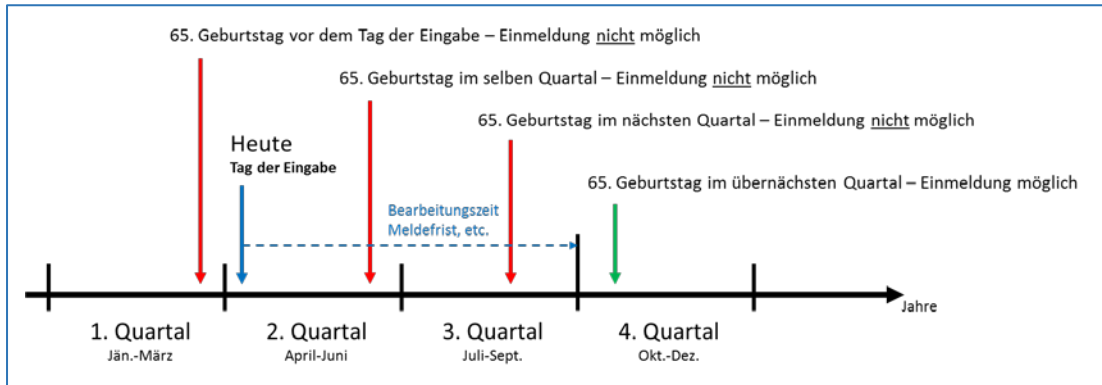 65. Geburtstag vor dem Tag der Eingabe – Einmeldung nicht möglich
65. Geburtstag im selben Quartal – Einmeldung nicht möglich
65. Geburtstag im nächsten Quartal – Einmeldung nicht möglich
Heute
Tag der Eingabe
65. Geburtstag im übernächsten Quartal – Einmeldung möglich
Bearbeitungszeit
Meldefrist, etc.
Jahre
1. Quartal
Jän.-März
2. Quartal
April-Juni
3. Quartal
Juli-Sept.
4. Quartal
Okt.-Dez.